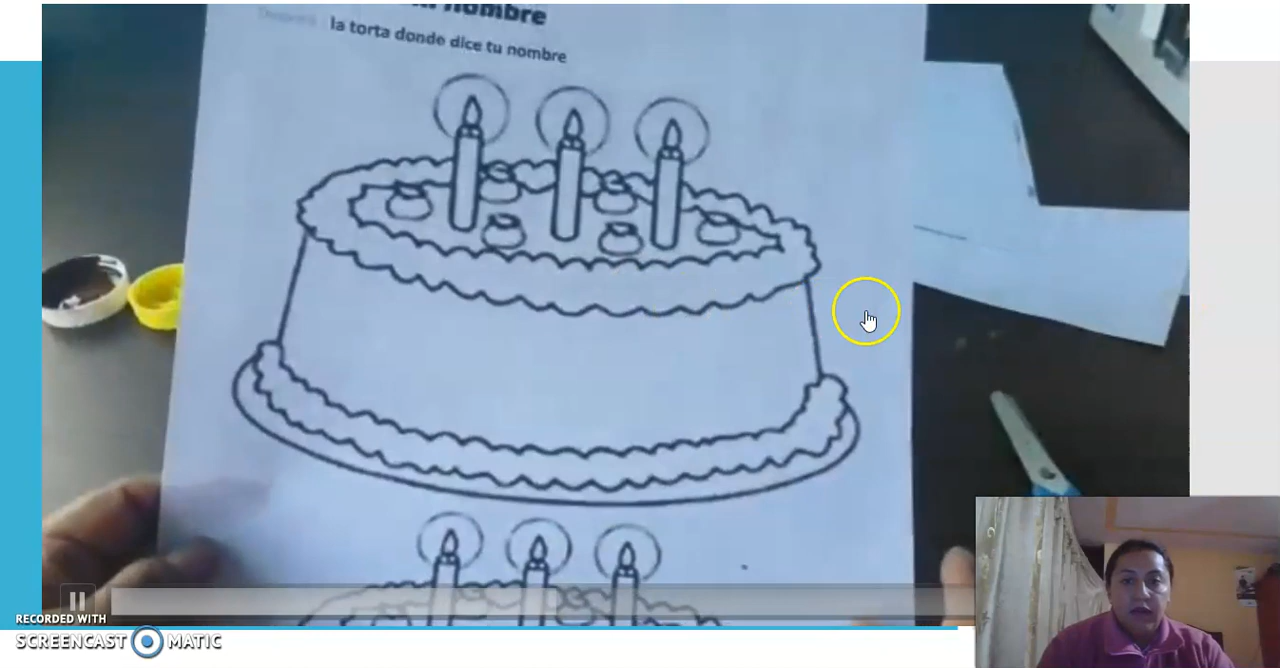 nombre
la torta donde dice tu nombre
RECORDED WITH
SCREENCAST MATIC